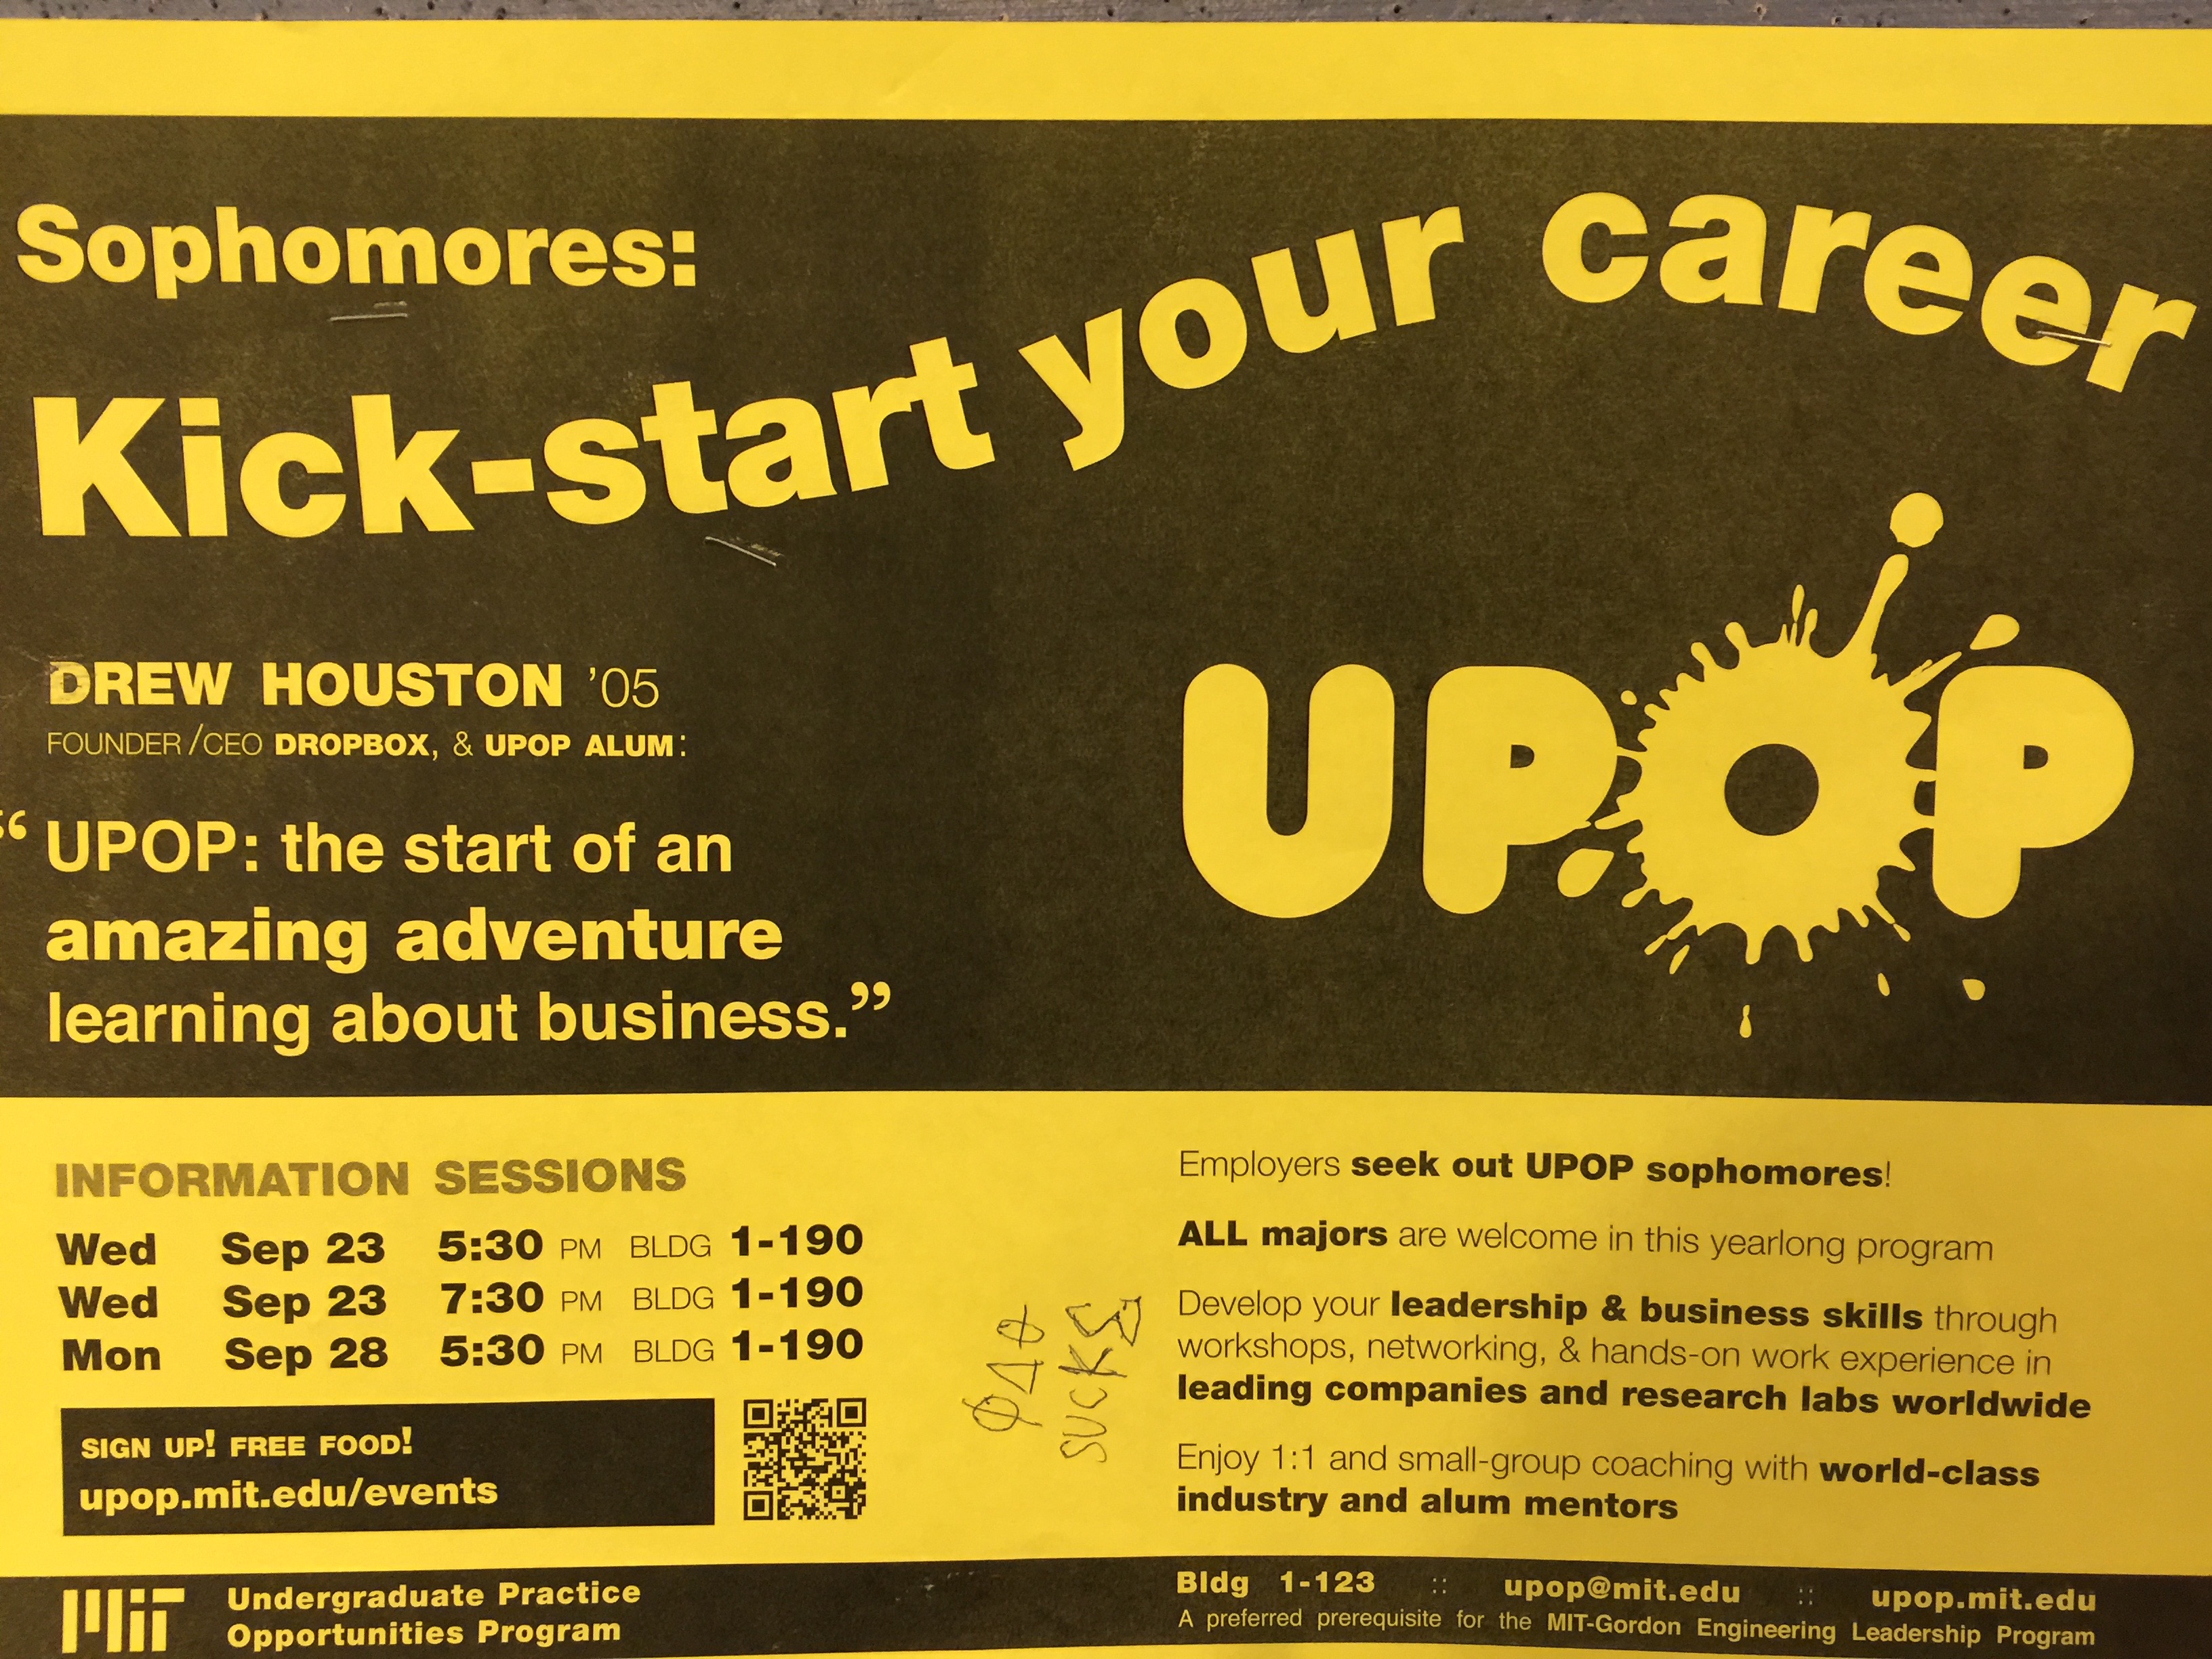 Sophomores:
Kick-start your career
DREW HOUSTON ’05
FOUNDER/CEO DROPBOX, & UPOP ALUM:
“UPOP: the start of an
amazing adventure
learning about business.”
UPOP
INFORMATION SESSIONS
Wed Sep 23 5:30 PM BLDG 1-190
Wed Sep 23 7:30 PM BLDG 1-190
Mon Sep 28 5:30 PM BLDG 1-190
SIGN UP! FREE FOOD!
upop.mit.edu/events
ΦΔΘ
SUCKS
Employers seek out UPOP sophomores!
ALL majors are welcome in this yearlong program
Develop your leadership & business skills through
workshops, networking, & hands-on work experience in
leading companies and research labs worldwide
Enjoy 1:1 and small-group coaching with world-class
industry and alum mentors
MIT
Undergraduate Practice
Opportunities Program
Bldg 1-123 :: upop@mit.edu :: upop.mit.edu
A preferred prerequisite for the MIT-Gordon Engineering Leadership Program